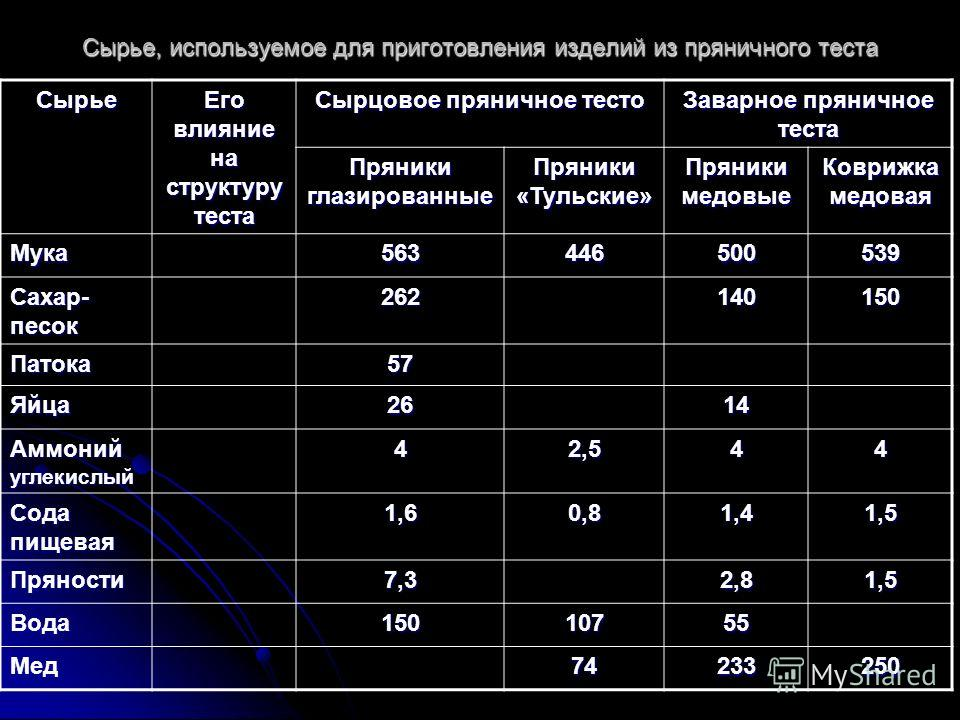 Сырье, используемое для приготовления изделий из пряничного теста
Сырье
Его
влияние
на
структуру
теста
Сырцовое пряничное тесто
Заварное пряничное
теста
Пряники
глазированные
Пряники
«Тульские»
Пряники
медовые
Коврижка
медовая
Мука 563 446 500 539
Сахар-
песок 262 140 150
Патока 57
Яйца 26 14
Аммоний
углекислый 4 2,5 4 4
Сода
пищевая 1,6 0,8 1,4 1,5
Пряности 7,3 2,8 1,5
Вода 150 107 55
Мед 74 233 250
MyShared